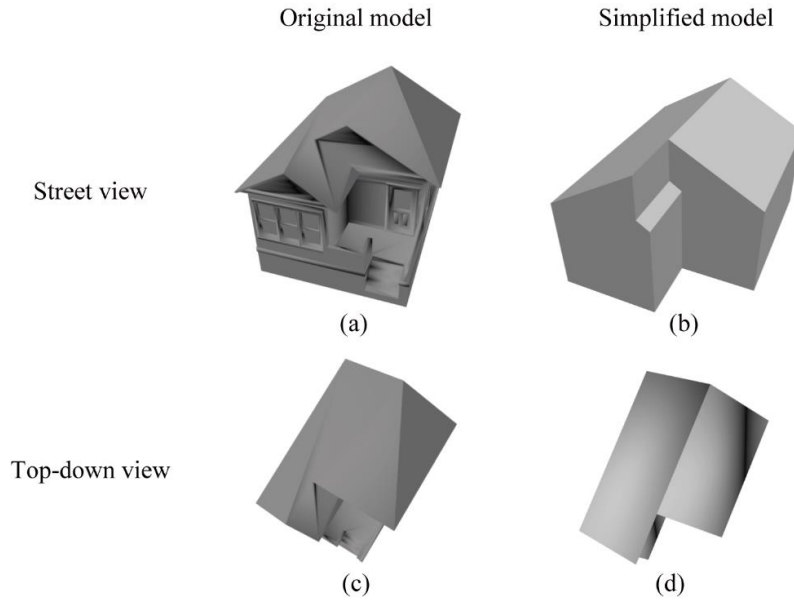 Original model
Simplified model
Street view
(a)
(b)
Top-down view
(c)
(d)